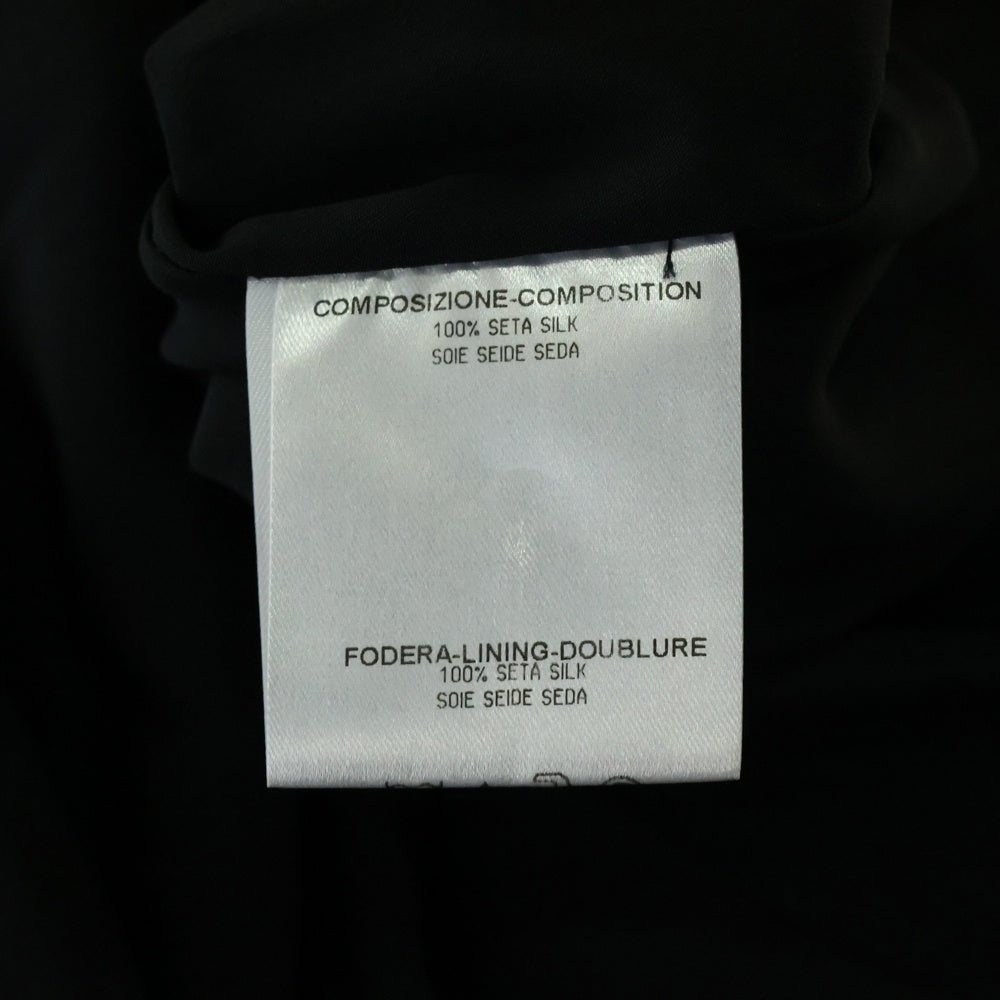 COMPOSIZIONE-COMPOSITION
100% SETA SILK
SOIE SEIDE SEDA
FODERA-LINING-DOUBLURE
100% SETA SILK
SOIE SEIDE SEDA